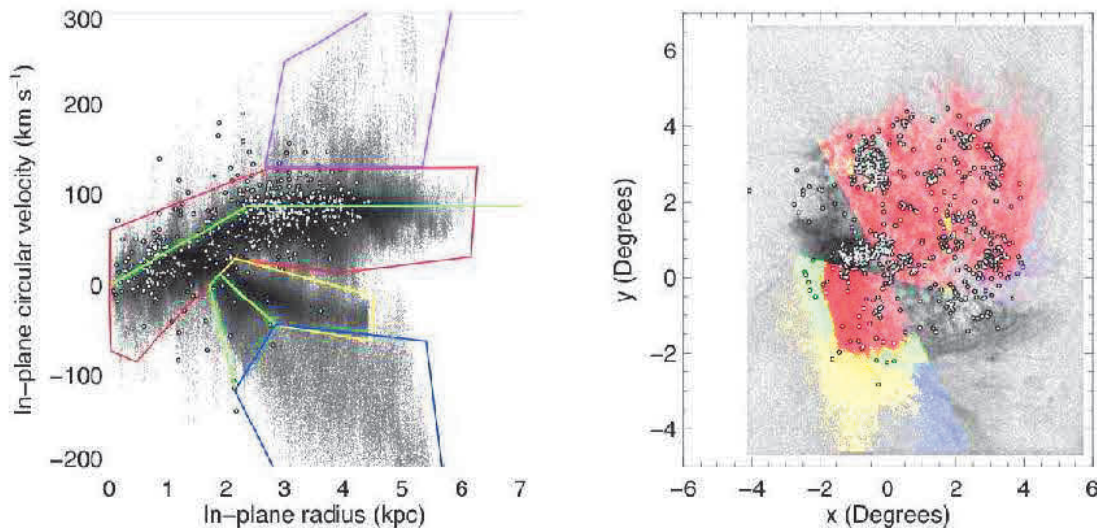 In-plane circular velocity (km s⁻¹)
300
200
100
0
−100
−200
0 1 2 3 4 5 6 7
In-plane radius (kpc)
y (Degrees)
6
4
2
0
−2
−4
−6 −4 −2 0 2 4 6
x (Degrees)